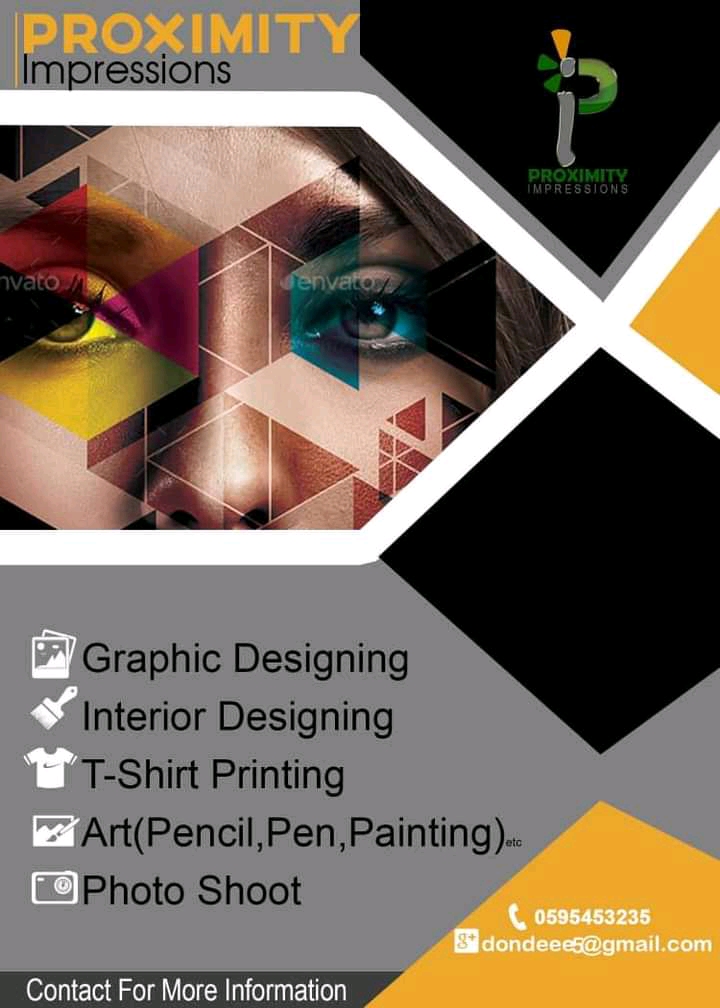 PROXIMITY
Impressions
PROXIMITY
IMPRESSIONS
nvato
envato
Graphic Designing
Interior Designing
T-Shirt Printing
Art(Pencil,Pen,Painting)etc
Photo Shoot
0595453235
g+ dondeee5@gmail.com
Contact For More Information